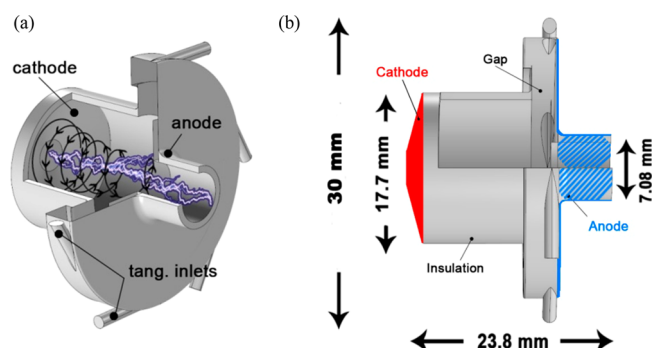 (a)
cathode
anode
tang. inlets
(b)
Cathode
Gap
30 mm
17.7 mm
7.08 mm
Anode
Insulation
23.8 mm